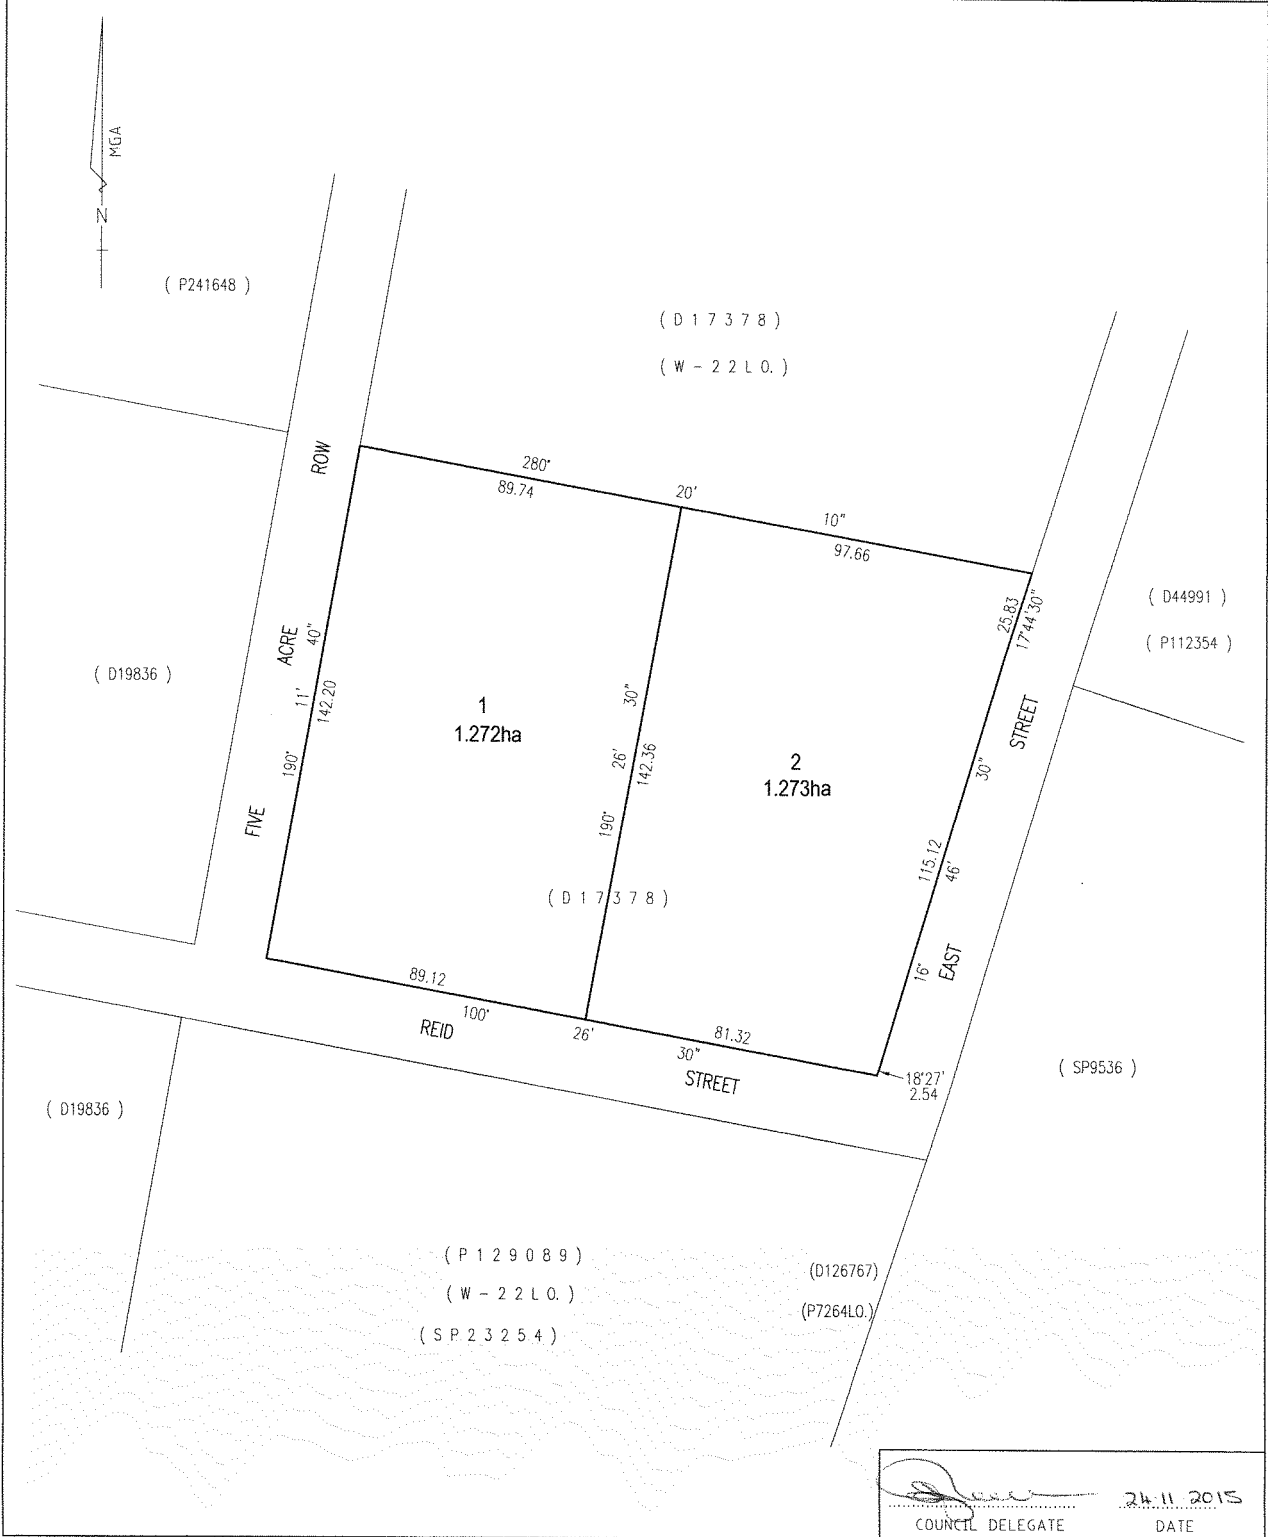 MGA
N
( P241648 )
( D 1 7 3 7 8 )
( W - 2 2 L O. )
ROW
280°
89.74
20'
10"
97.66
25.83
17°44'30"
( D44991 )
( P112354 )
ACRE
40"
11'
142.20
190°
FIVE
( D19836 )
1
1.272ha
30"
26'
142.36
190°
2
1.273ha
STREET
30"
115.12
46'
16°
EAST
( D 1 7 3 7 8 )
89.12
100°
REID
26'
81.32
30"
STREET
18°27'
2.54
( SP9536 )
( D19836 )
( P 1 2 9 0 8 9 )
( W - 2 2 L O. )
( S P 2 3 2 5 4 )
(D126767)
(P7264LO.)
24.11.2015
COUNCIL DELEGATE
DATE